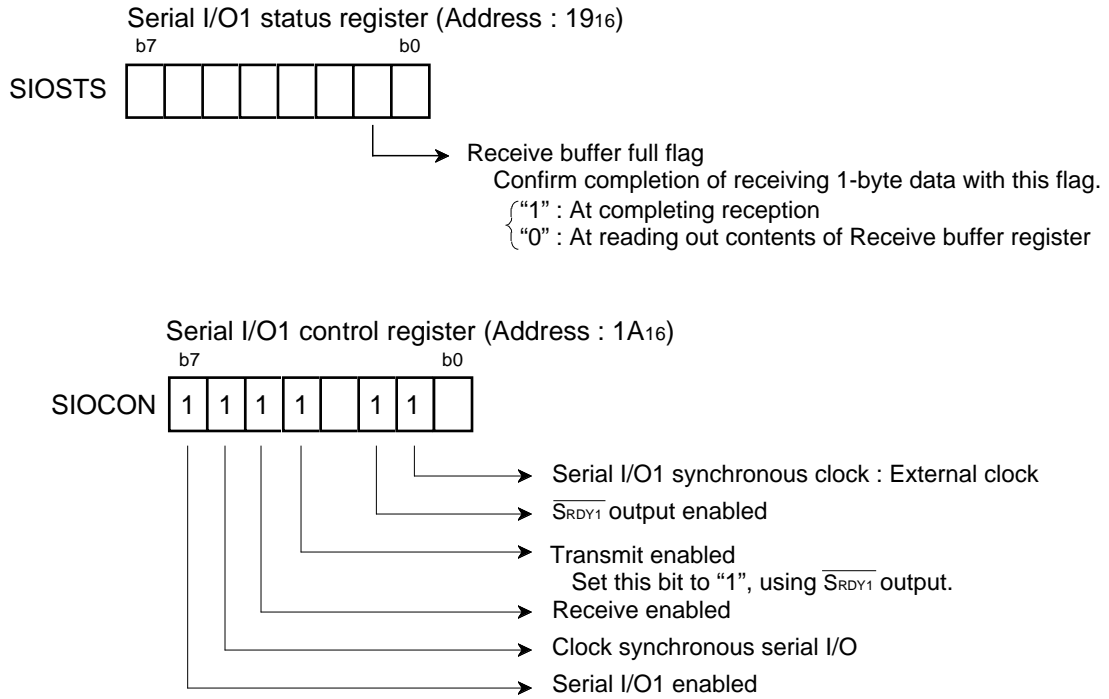 Serial I/O1 status register (Address : 1916)
b7 b0
SIOSTS
Receive buffer full flag
Confirm completion of receiving 1-byte data with this flag.
“1” : At completing reception
“0” : At reading out contents of Receive buffer register
Serial I/O1 control register (Address : 1A16)
b7 b0
SIOCON 1 1 1 1 1 1
Serial I/O1 synchronous clock : External clock
SRDY1 output enabled
Transmit enabled
Set this bit to “1”, using SRDY1 output.
Receive enabled
Clock synchronous serial I/O
Serial I/O1 enabled